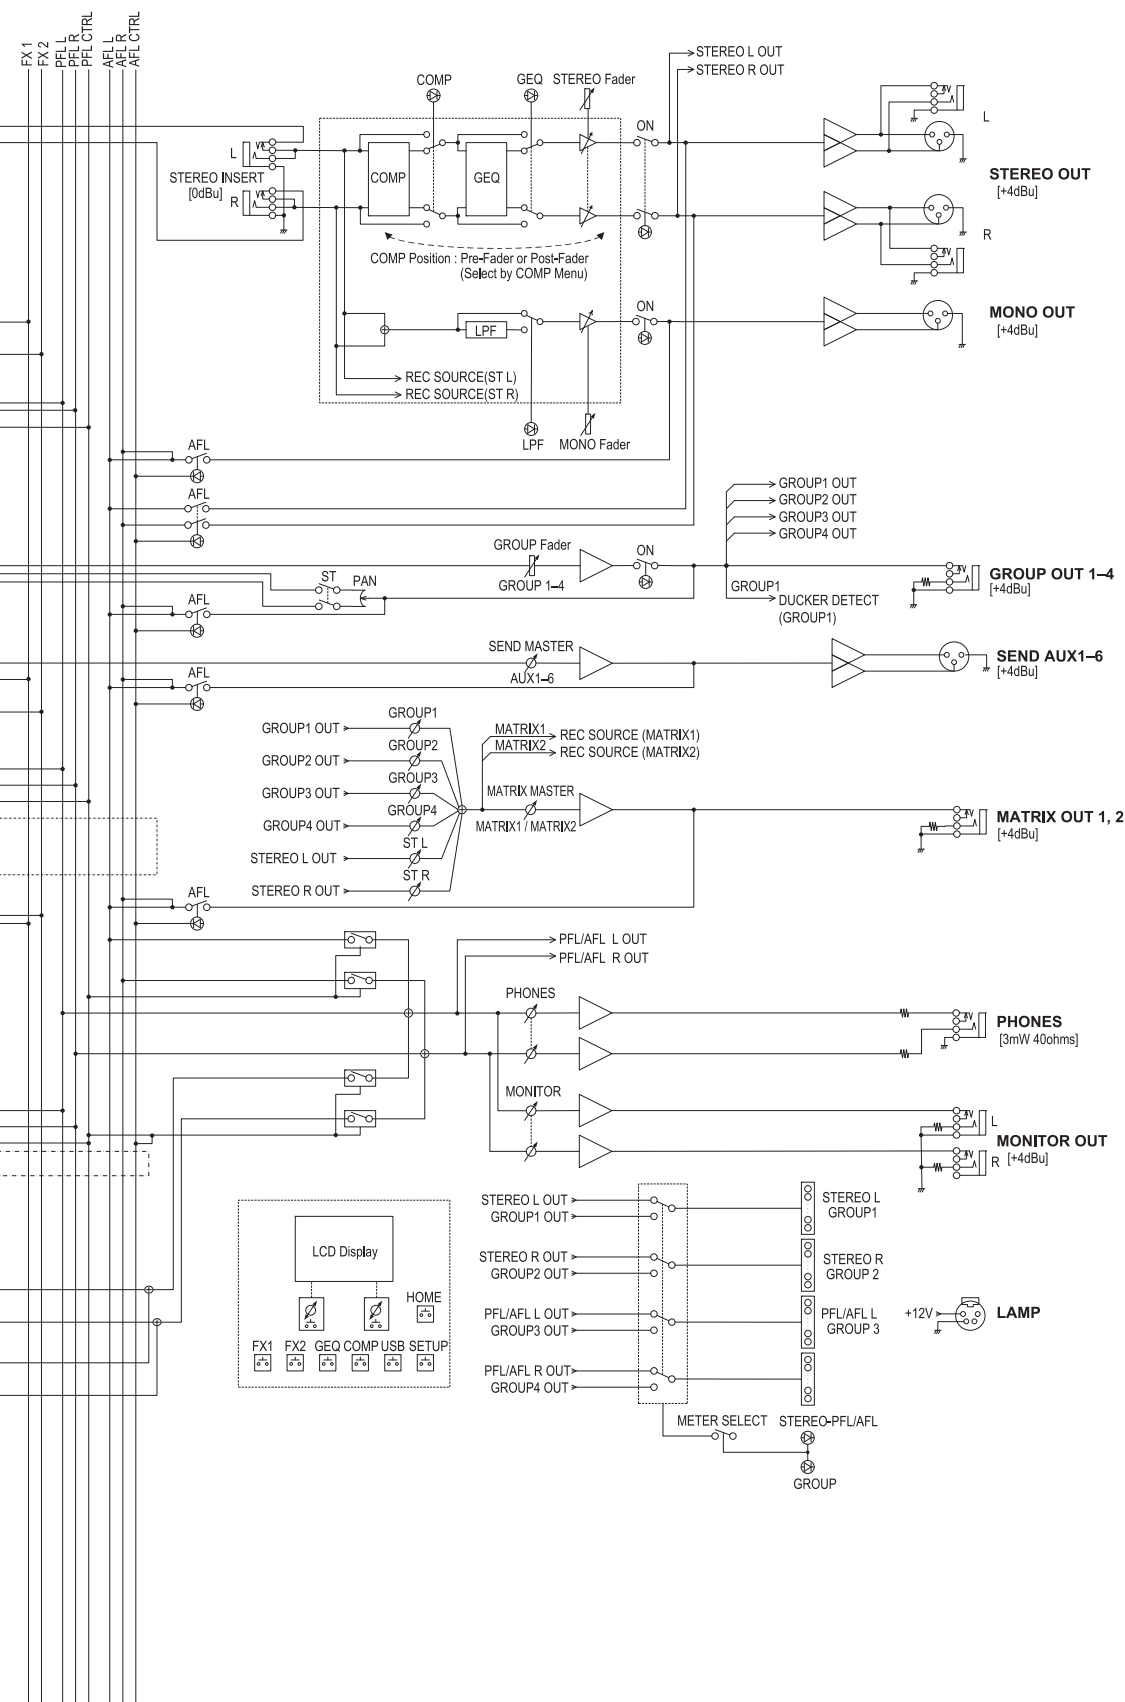 FX 1
FX 2
PFL L
PFL R
PFL CTRL
AFL L
AFL R
AFL CTRL
STEREO L OUT
STEREO R OUT
COMP
GEQ
STEREO Fader
ON
L
STEREO OUT
[+4dBu]
R
L
STEREO INSERT
[0dBu]
R
COMP
GEQ
COMP Position : Pre-Fader or Post-Fader
(Select by COMP Menu)
ON
MONO OUT
[+4dBu]
LPF
REC SOURCE(ST L)
REC SOURCE(ST R)
LPF
MONO Fader
AFL
AFL
GROUP1 OUT
GROUP2 OUT
GROUP3 OUT
GROUP4 OUT
GROUP Fader
GROUP 1–4
ON
ST
PAN
GROUP1
DUCKER DETECT
(GROUP1)
GROUP OUT 1–4
[+4dBu]
AFL
SEND MASTER
AUX1–6
SEND AUX1–6
[+4dBu]
AFL
GROUP1 OUT
GROUP1
GROUP2 OUT
GROUP2
GROUP3 OUT
GROUP3
GROUP4 OUT
GROUP4
STEREO L OUT
ST L
STEREO R OUT
ST R
MATRIX1
REC SOURCE (MATRIX1)
MATRIX2
REC SOURCE (MATRIX2)
MATRIX MASTER
MATRIX1 / MATRIX2
MATRIX OUT 1, 2
[+4dBu]
AFL
PFL/AFL L OUT
PFL/AFL R OUT
PHONES
PHONES
[3mW 40ohms]
MONITOR
L
MONITOR OUT
R [+4dBu]
LCD Display
HOME
FX1 FX2 GEQ COMP USB SETUP
STEREO L OUT
GROUP1 OUT
STEREO L
GROUP1
STEREO R OUT
GROUP2 OUT
STEREO R
GROUP 2
PFL/AFL L OUT
GROUP3 OUT
PFL/AFL L
GROUP 3
PFL/AFL R OUT
GROUP4 OUT
+12V
LAMP
METER SELECT
STEREO-PFL/AFL
GROUP